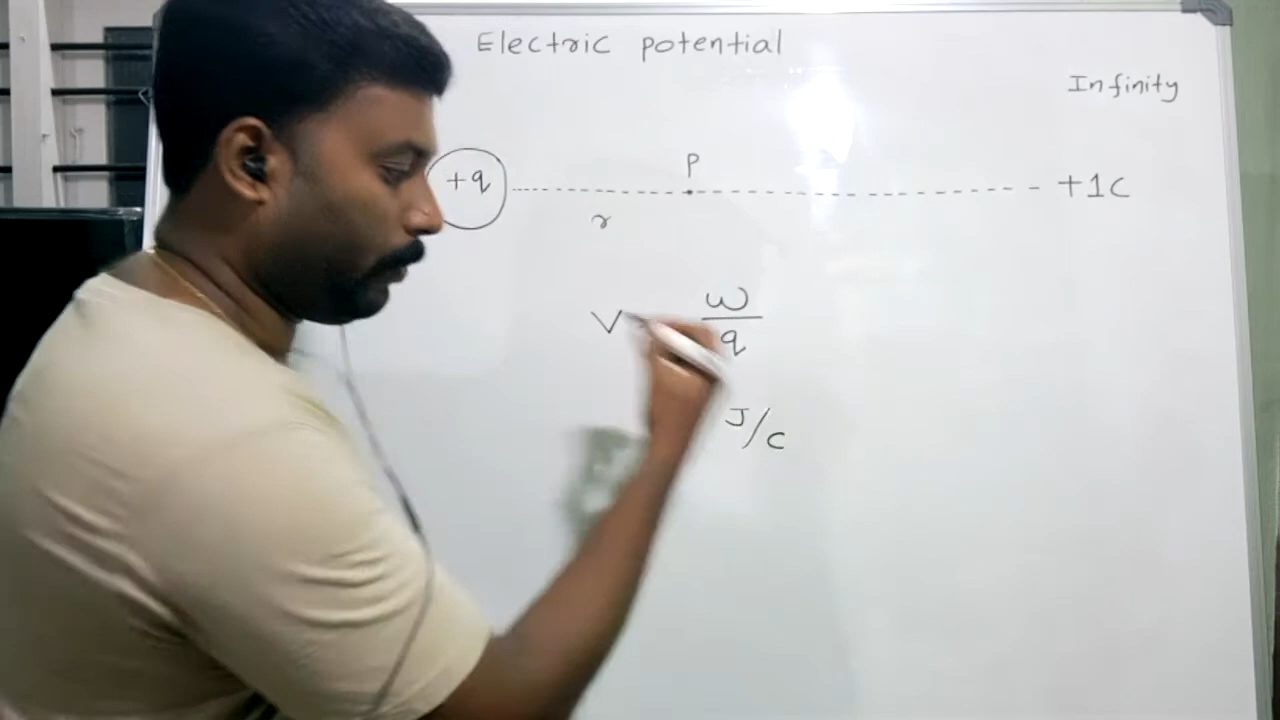 Electric potential
Infinity
P
+q +1C
r
V W/q
J/C